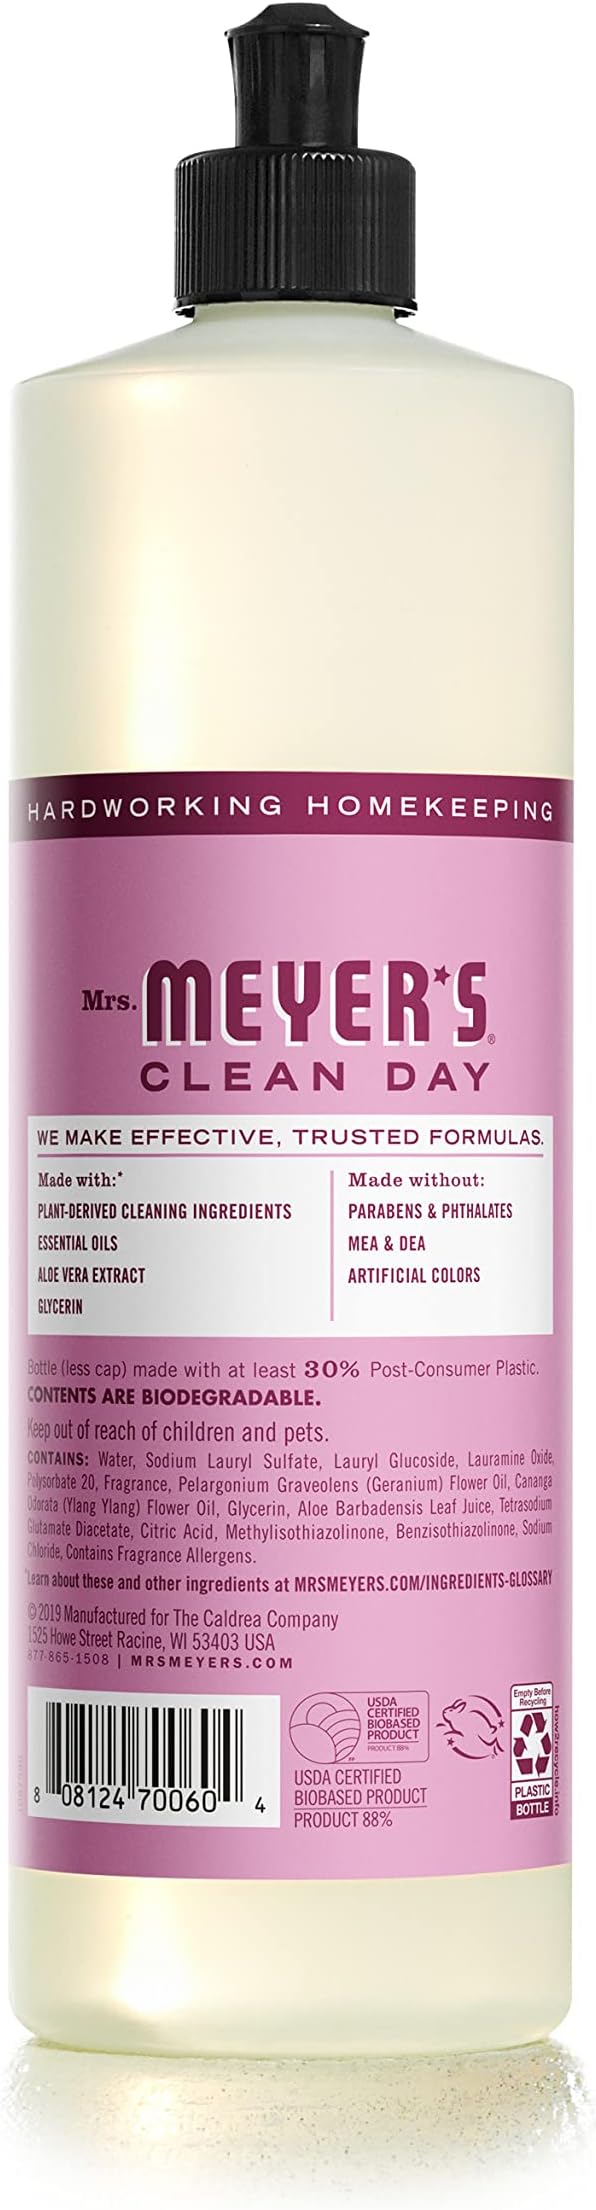 HARDWORKING HOMEKEEPING
Mrs. MEYER'S®
CLEAN DAY
WE MAKE EFFECTIVE, TRUSTED FORMULAS.
Made with:*
PLANT-DERIVED CLEANING INGREDIENTS
ESSENTIAL OILS
ALOE VERA EXTRACT
GLYCERIN
Made without:
PARABENS & PHTHALATES
MEA & DEA
ARTIFICIAL COLORS
Bottle (less cap) made with at least 30% Post-Consumer Plastic.
CONTENTS ARE BIODEGRADABLE.
Keep out of reach of children and pets.
CONTAINS: Water, Sodium Lauryl Sulfate, Lauryl Glucoside, Lauramine Oxide,
Polysorbate 20, Fragrance, Pelargonium Graveolens (Geranium) Flower Oil, Cananga
Odorata (Ylang Ylang) Flower Oil, Glycerin, Aloe Barbadensis Leaf Juice, Tetrasodium
Glutamate Diacetate, Citric Acid, Methylisothiazolinone, Benzisothiazolinone, Sodium
Chloride, Contains Fragrance Allergens.
*Learn about these and other ingredients at MRSMEYERS.COM/INGREDIENTS-GLOSSARY
©2019 Manufactured for The Caldrea Company
1525 Howe Street Racine, WI 53403 USA
877-865-1508 | MRSMEYERS.COM
8 08124 70060 4
USDA
CERTIFIED
BIOBASED
PRODUCT
PRODUCT 88%
USDA CERTIFIED
BIOBASED PRODUCT
PRODUCT 88%
Empty Before
Recycling
PLASTIC
BOTTLE
how2recycle.info